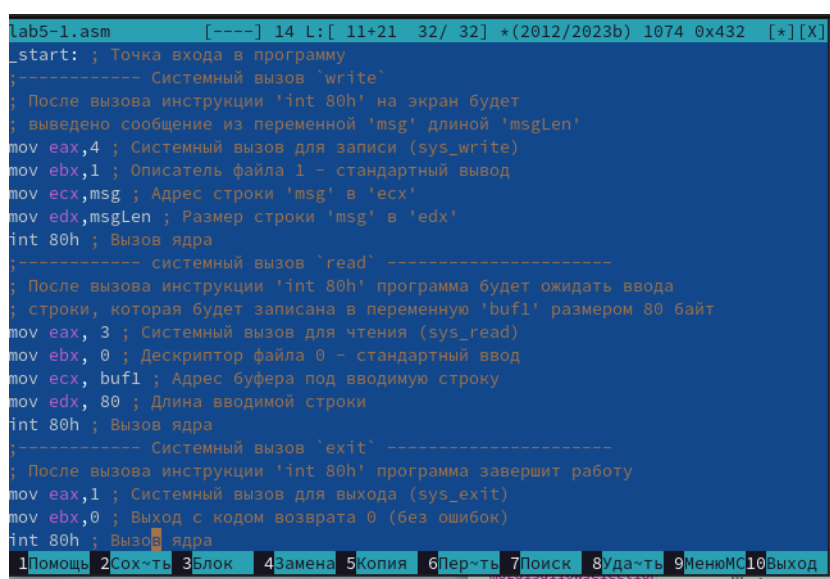 lab5-1.asm [----] 14 L:[ 11+21 32/ 32] *(2012/2023b) 1074 0x432 [*][X]
_start: ; Точка входа в программу
;------------ Системный вызов `write`
; После вызова инструкции 'int 80h' на экран будет
; выведено сообщение из переменной 'msg' длиной 'msgLen'
mov eax,4 ; Системный вызов для записи (sys_write)
mov ebx,1 ; Описатель файла 1 - стандартный вывод
mov ecx,msg ; Адрес строки 'msg' в 'ecx'
mov edx,msgLen ; Размер строки 'msg' в 'edx'
int 80h ; Вызов ядра
;------------ системный вызов `read` ----------------------
; После вызова инструкции 'int 80h' программа будет ожидать ввода
; строки, которая будет записана в переменную 'buf1' размером 80 байт
mov eax, 3 ; Системный вызов для чтения (sys_read)
mov ebx, 0 ; Дескриптор файла 0 - стандартный ввод
mov ecx, buf1 ; Адрес буфера под вводимую строку
mov edx, 80 ; Длина вводимой строки
int 80h ; Вызов ядра
;------------ Системный вызов `exit` ----------------------
; После вызова инструкции 'int 80h' программа завершит работу
mov eax,1 ; Системный вызов для выхода (sys_exit)
mov ebx,0 ; Выход с кодом возврата 0 (без ошибок)
int 80h ; Вызов ядра
1Помощь 2Сох~ть 3Блок 4Замена 5Копия 6Пер~ть 7Поиск 8Уда~ть 9МенюMC 10Выход